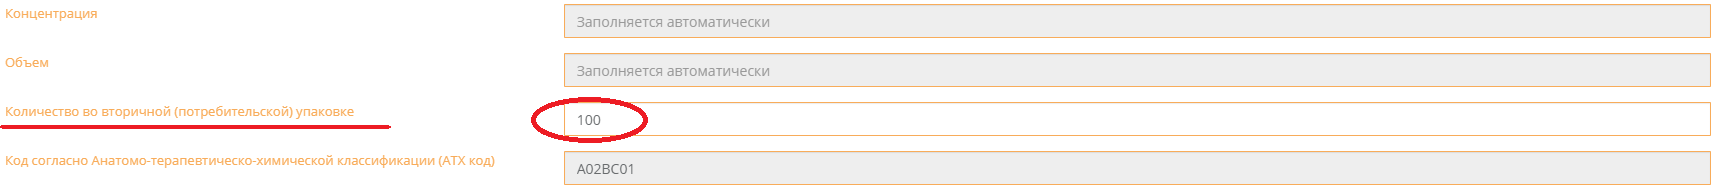 Концентрация
Заполняется автоматически
Объем
Заполняется автоматически
Количество во вторичной (потребительской) упаковке
100
Код согласно Анатомо-терапевтическо-химической классификации (АТХ код)
A02BC01